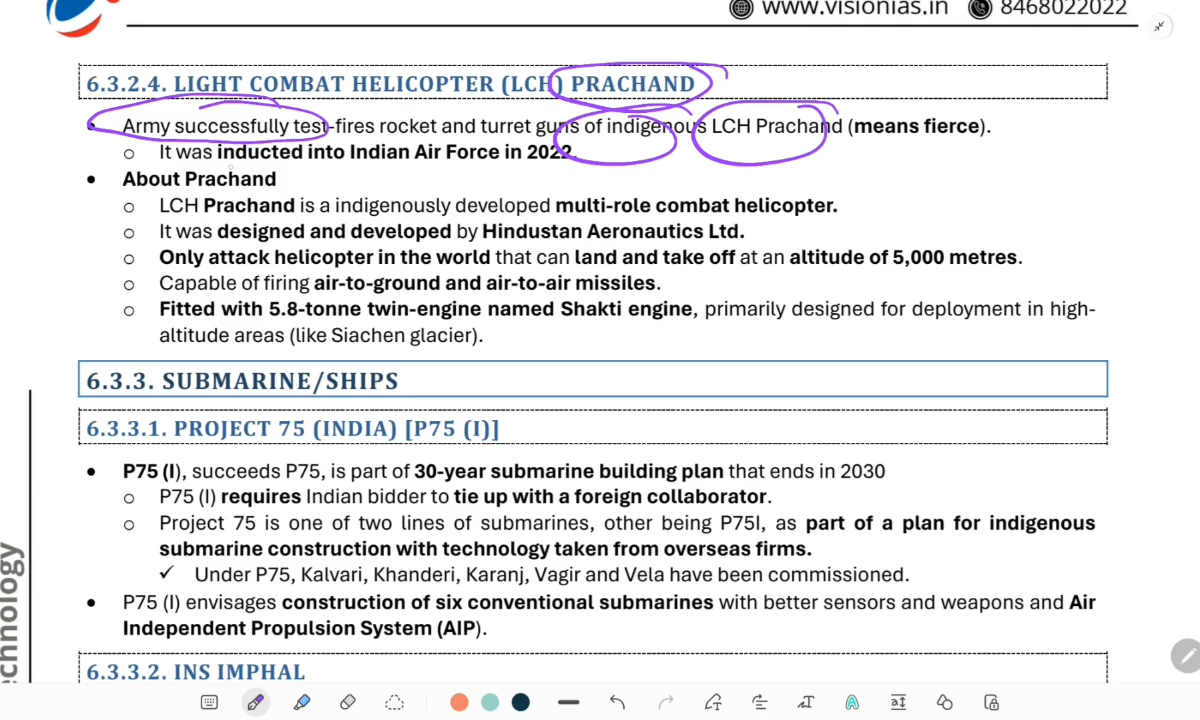 www.visionias.in 8468022022
6.3.2.4. LIGHT COMBAT HELICOPTER (LCH) PRACHAND
• Army successfully test-fires rocket and turret guns of indigenous LCH Prachand (means fierce).
o It was inducted into Indian Air Force in 2022.
• About Prachand
o LCH Prachand is a indigenously developed multi-role combat helicopter.
o It was designed and developed by Hindustan Aeronautics Ltd.
o Only attack helicopter in the world that can land and take off at an altitude of 5,000 metres.
o Capable of firing air-to-ground and air-to-air missiles.
o Fitted with 5.8-tonne twin-engine named Shakti engine, primarily designed for deployment in high-
altitude areas (like Siachen glacier).
6.3.3. SUBMARINE/SHIPS
6.3.3.1. PROJECT 75 (INDIA) [P75 (I)]
• P75 (I), succeeds P75, is part of 30-year submarine building plan that ends in 2030
o P75 (I) requires Indian bidder to tie up with a foreign collaborator.
o Project 75 is one of two lines of submarines, other being P75I, as part of a plan for indigenous
submarine construction with technology taken from overseas firms.
✓ Under P75, Kalvari, Khanderi, Karanj, Vagir and Vela have been commissioned.
• P75 (I) envisages construction of six conventional submarines with better sensors and weapons and Air
Independent Propulsion System (AIP).
6.3.3.2. INS IMPHAL